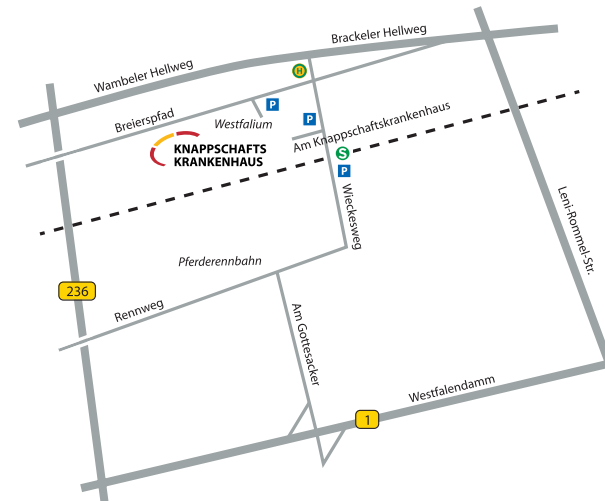 Brackeler Hellweg
Wambeler Hellweg
H
P
Breierspfad
Westfalium
P
Am Knappschaftskrankenhaus
KNAPPSCHAFTS
KRANKENHAUS
S
P
Wieckesweg
Leni-Rommel-Str.
Pferderennbahn
236
Rennweg
Am Gottesacker
Westfalendamm
1